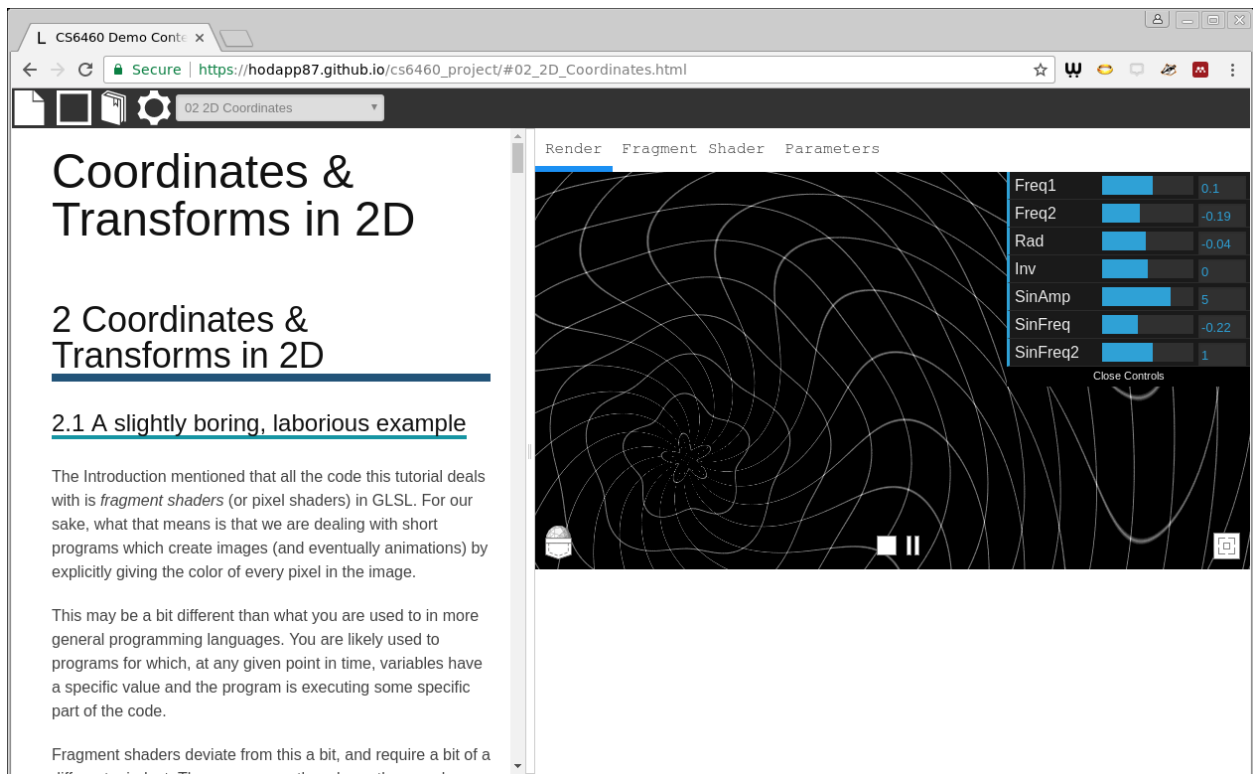 L CS6460 Demo Conte
Secure | https://hodapp87.github.io/cs6460_project/#02_2D_Coordinates.html
02 2D Coordinates
Coordinates &
Transforms in 2D
2 Coordinates &
Transforms in 2D
2.1 A slightly boring, laborious example
The Introduction mentioned that all the code this tutorial deals
with is fragment shaders (or pixel shaders) in GLSL. For our
sake, what that means is that we are dealing with short
programs which create images (and eventually animations) by
explicitly giving the color of every pixel in the image.
This may be a bit different than what you are used to in more
general programming languages. You are likely used to
programs for which, at any given point in time, variables have
a specific value and the program is executing some specific
part of the code.
Fragment shaders deviate from this a bit, and require a bit of a
Render Fragment Shader Parameters
Freq1 0.1
Freq2 -0.19
Rad -0.04
Inv 0
SinAmp 5
SinFreq -0.22
SinFreq2 1
Close Controls